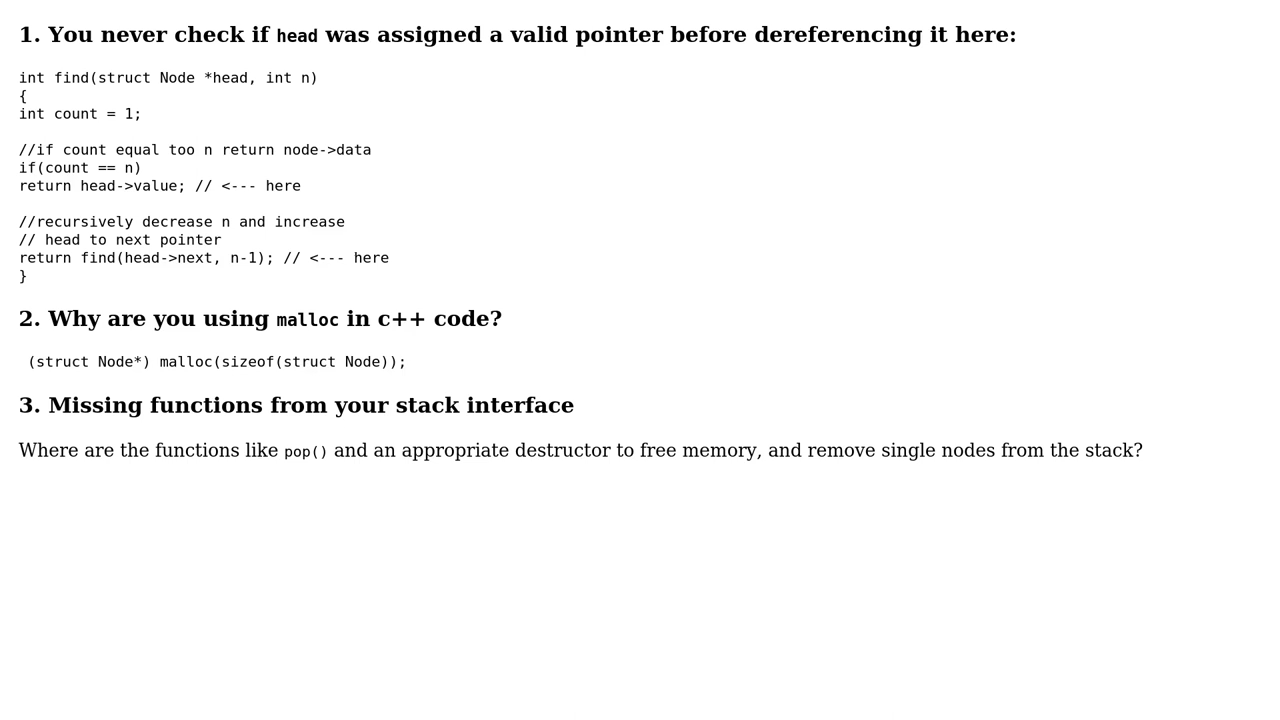 1. You never check if head was assigned a valid pointer before dereferencing it here:
int find(struct Node *head, int n)
{
int count = 1;
//if count equal too n return node->data
if(count == n)
return head->value; // <--- here
//recursively decrease n and increase
// head to next pointer
return find(head->next, n-1); // <--- here
}
2. Why are you using malloc in c++ code?
(struct Node*) malloc(sizeof(struct Node));
3. Missing functions from your stack interface
Where are the functions like pop() and an appropriate destructor to free memory, and remove single nodes from the stack?